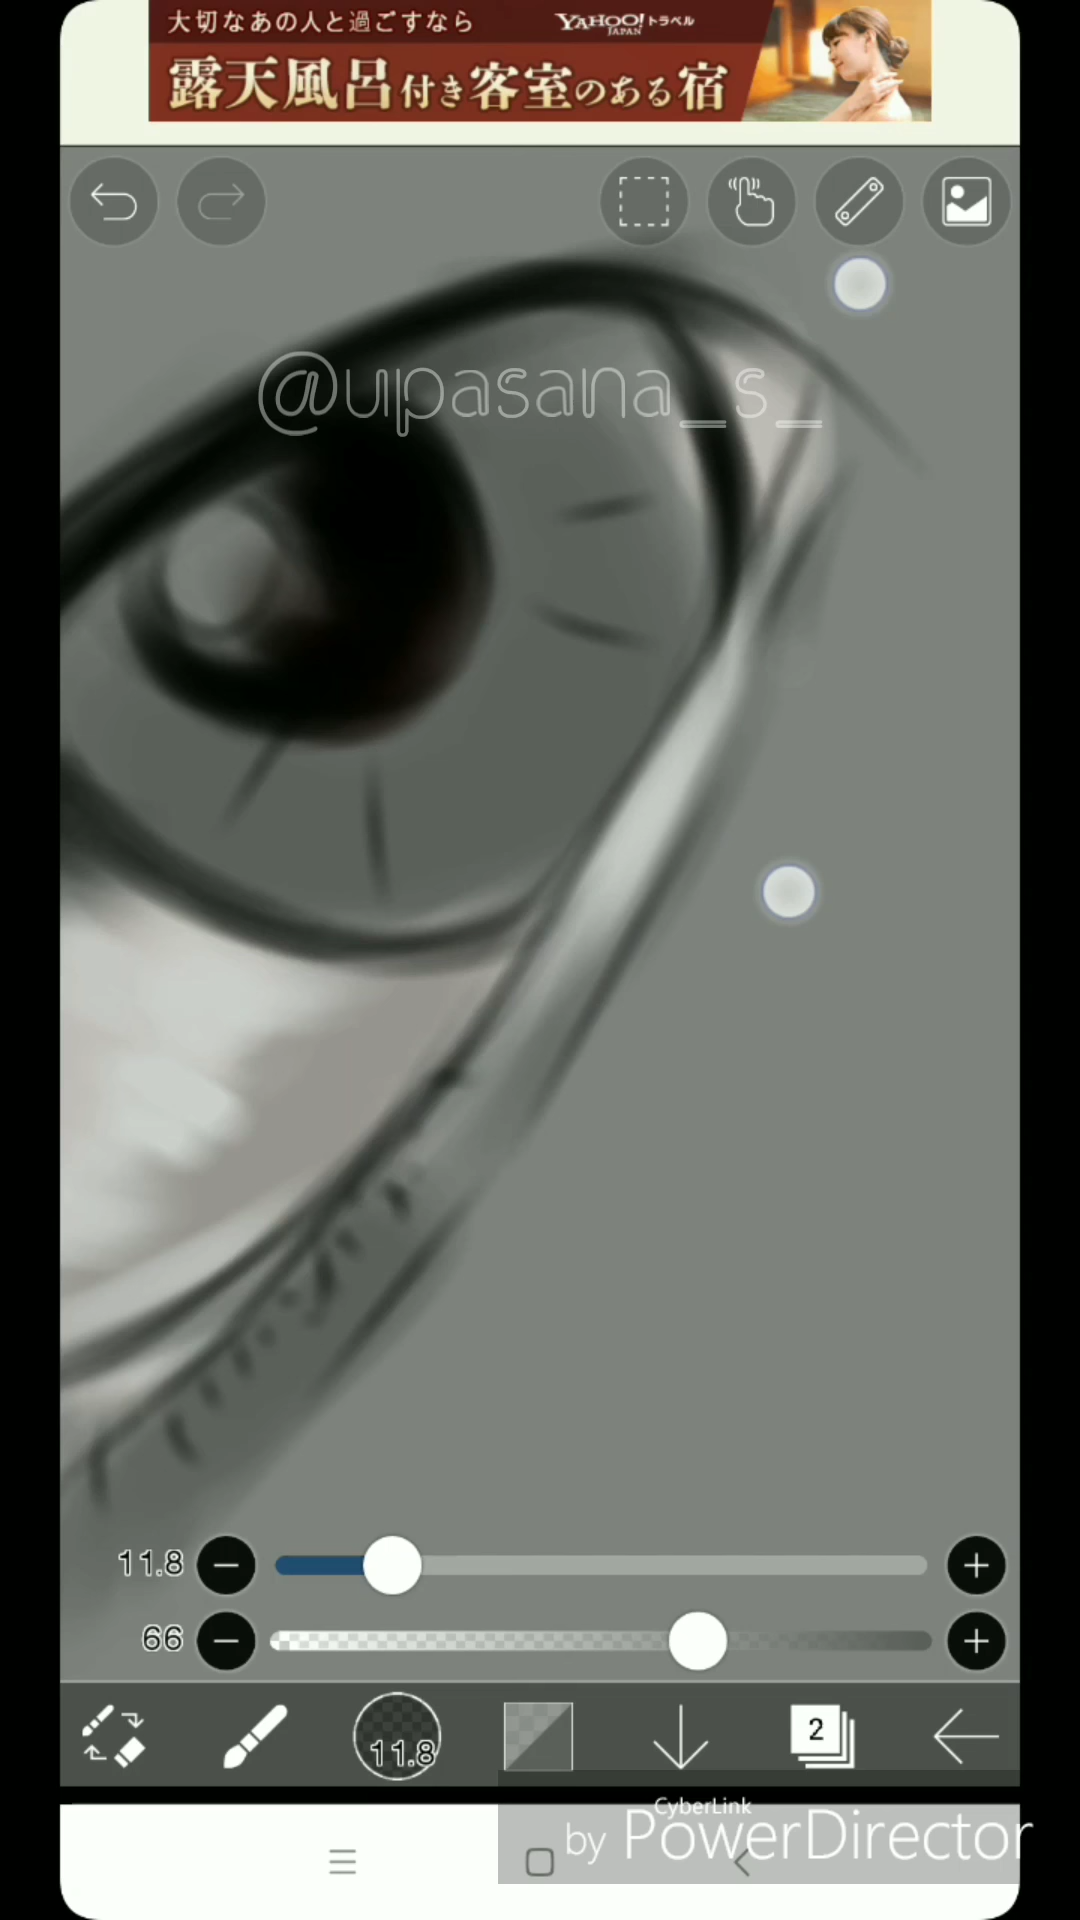 大切なあの人と過ごすなら
YAHOO!トラベル
JAPAN
露天風呂付き客室のある宿
@upasana_s_
11.8
66
11.8
2
CyberLink
by PowerDirector